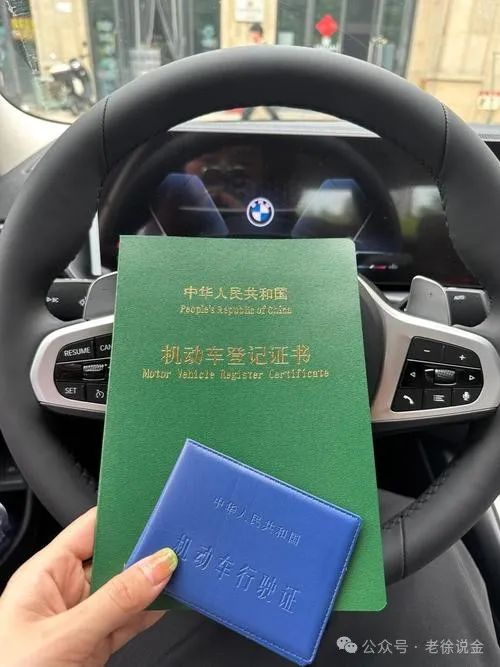 中华人民共和国
People's Republic of China
机动车登记证书
Motor Vehicle Register Certificate
RESUME
SET
AUTO
中华人民共和国
机动车行驶证
公众号·老徐说金